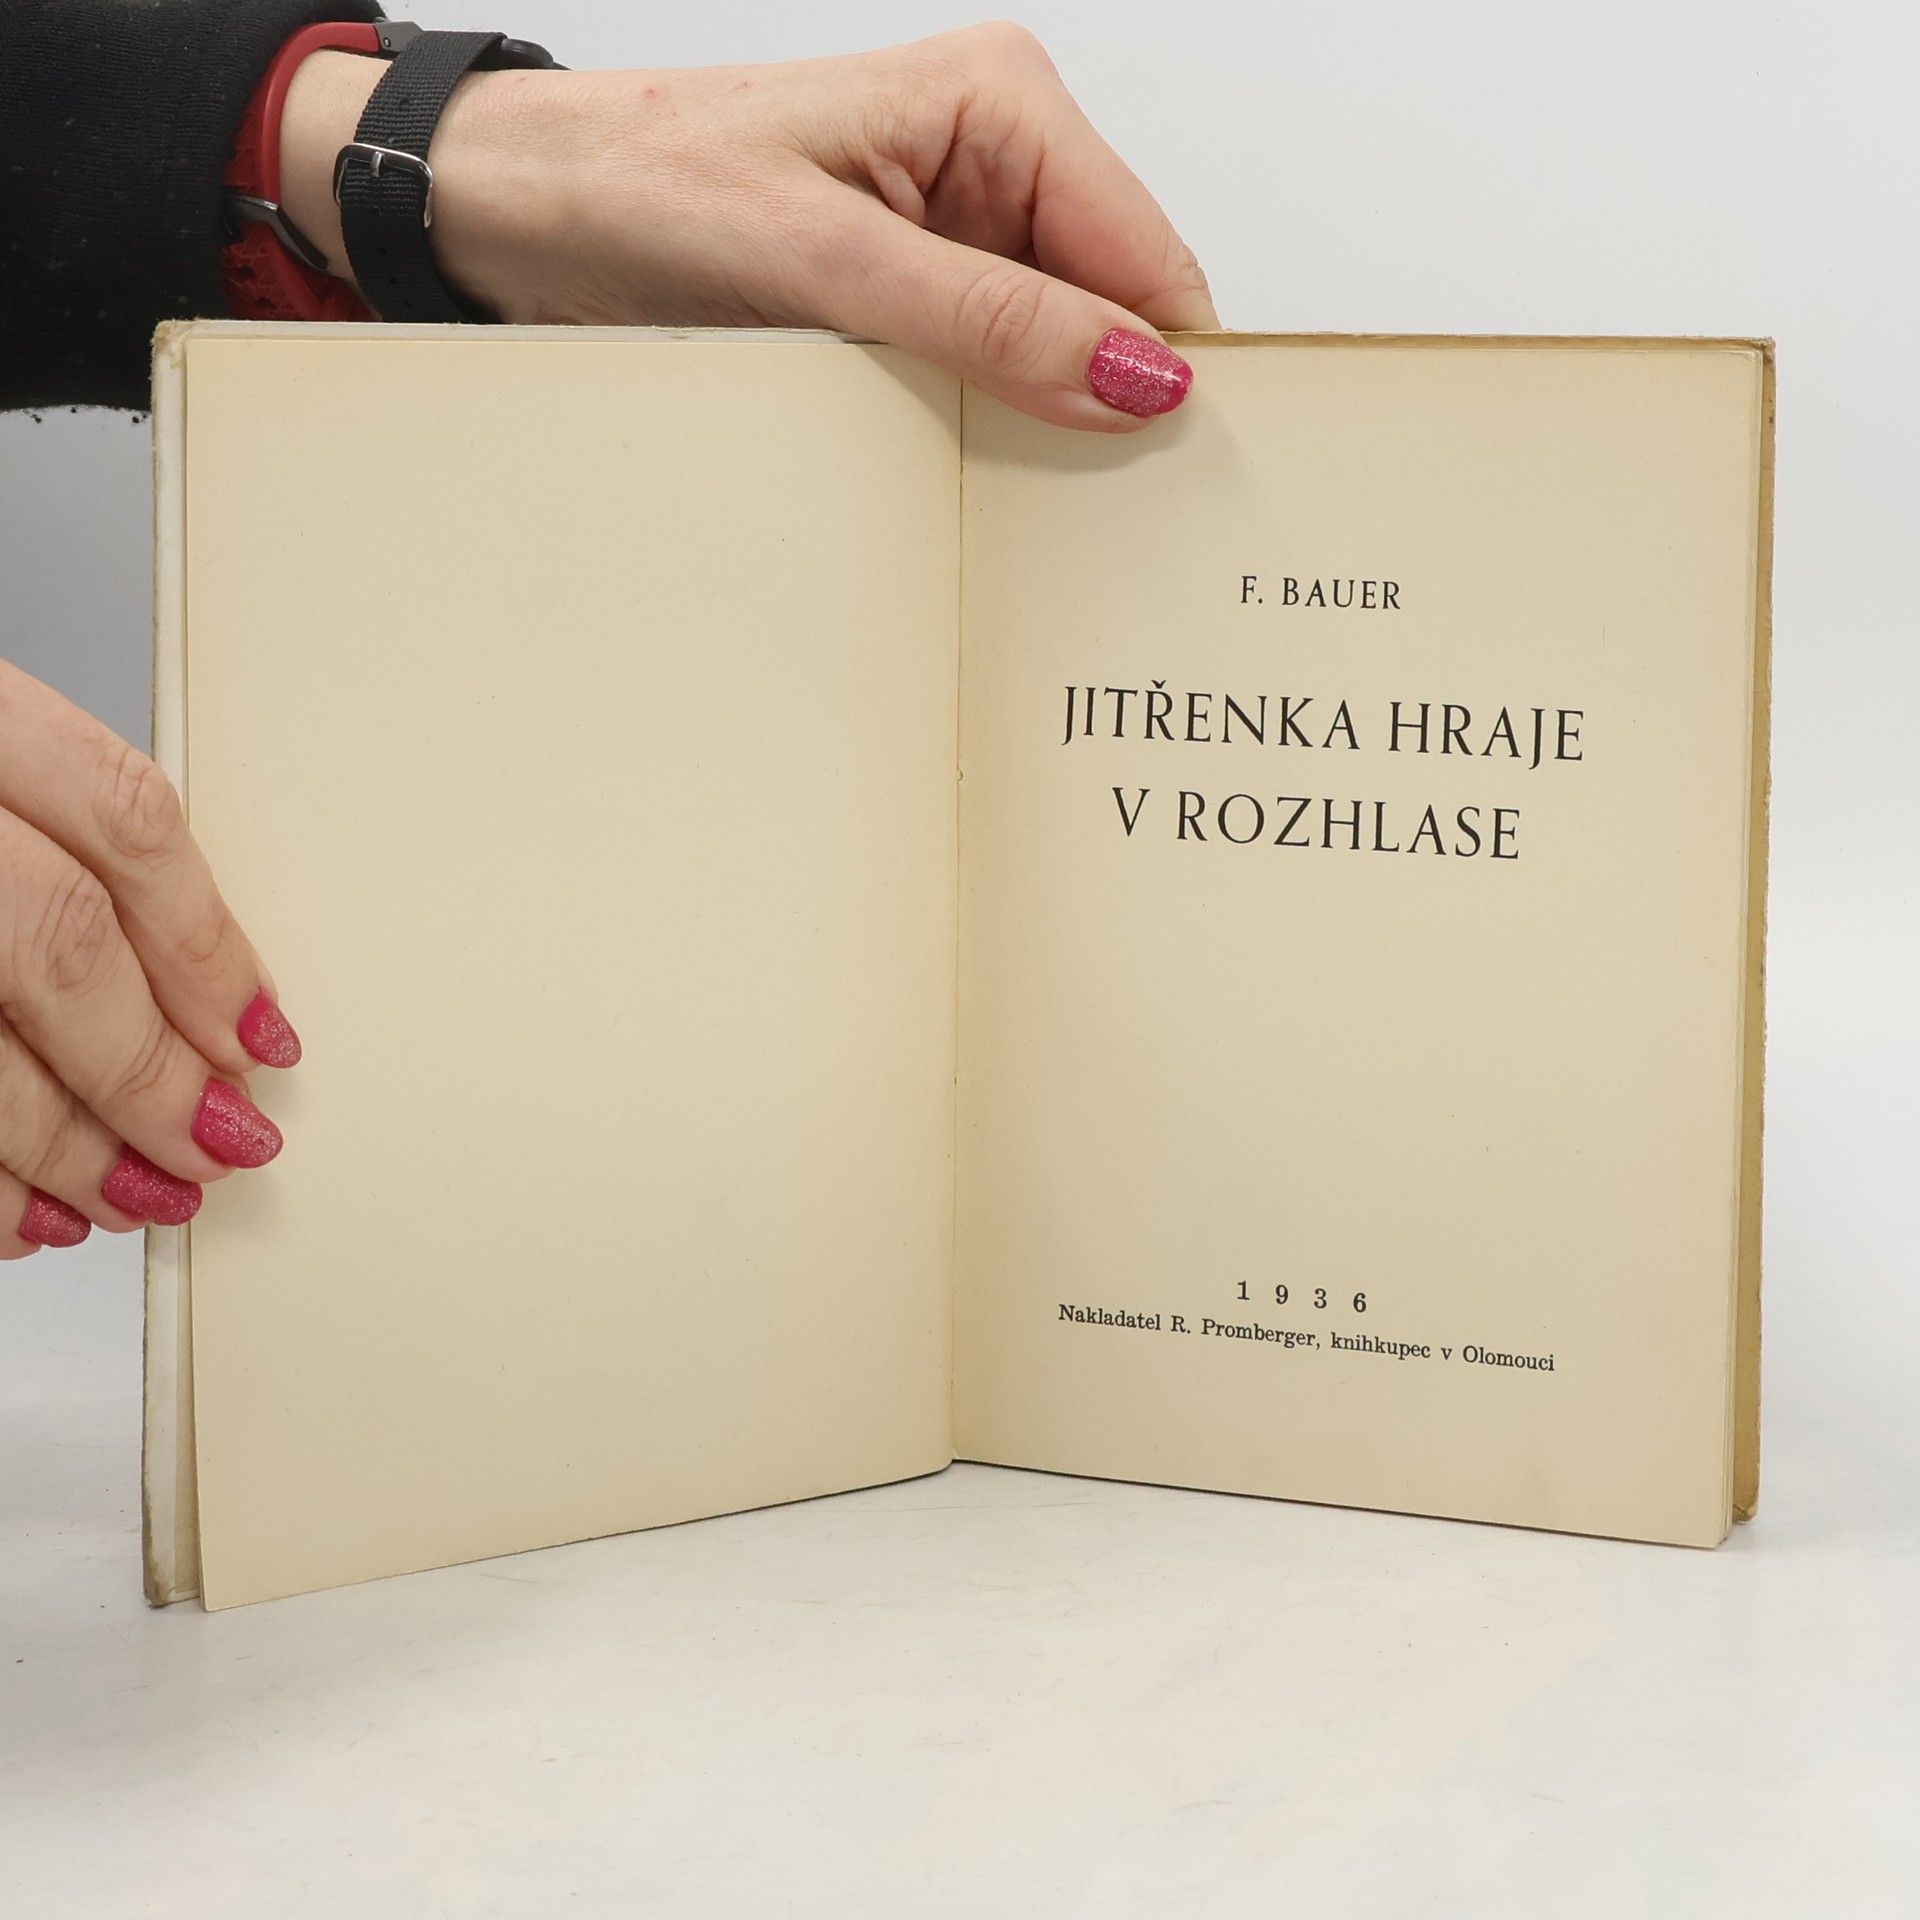 F. BAUER
JITŘENKA HRAJE
V ROZHLASE
1 9 3 6
Nakladatel R. Promberger, knihkupec v Olomouci